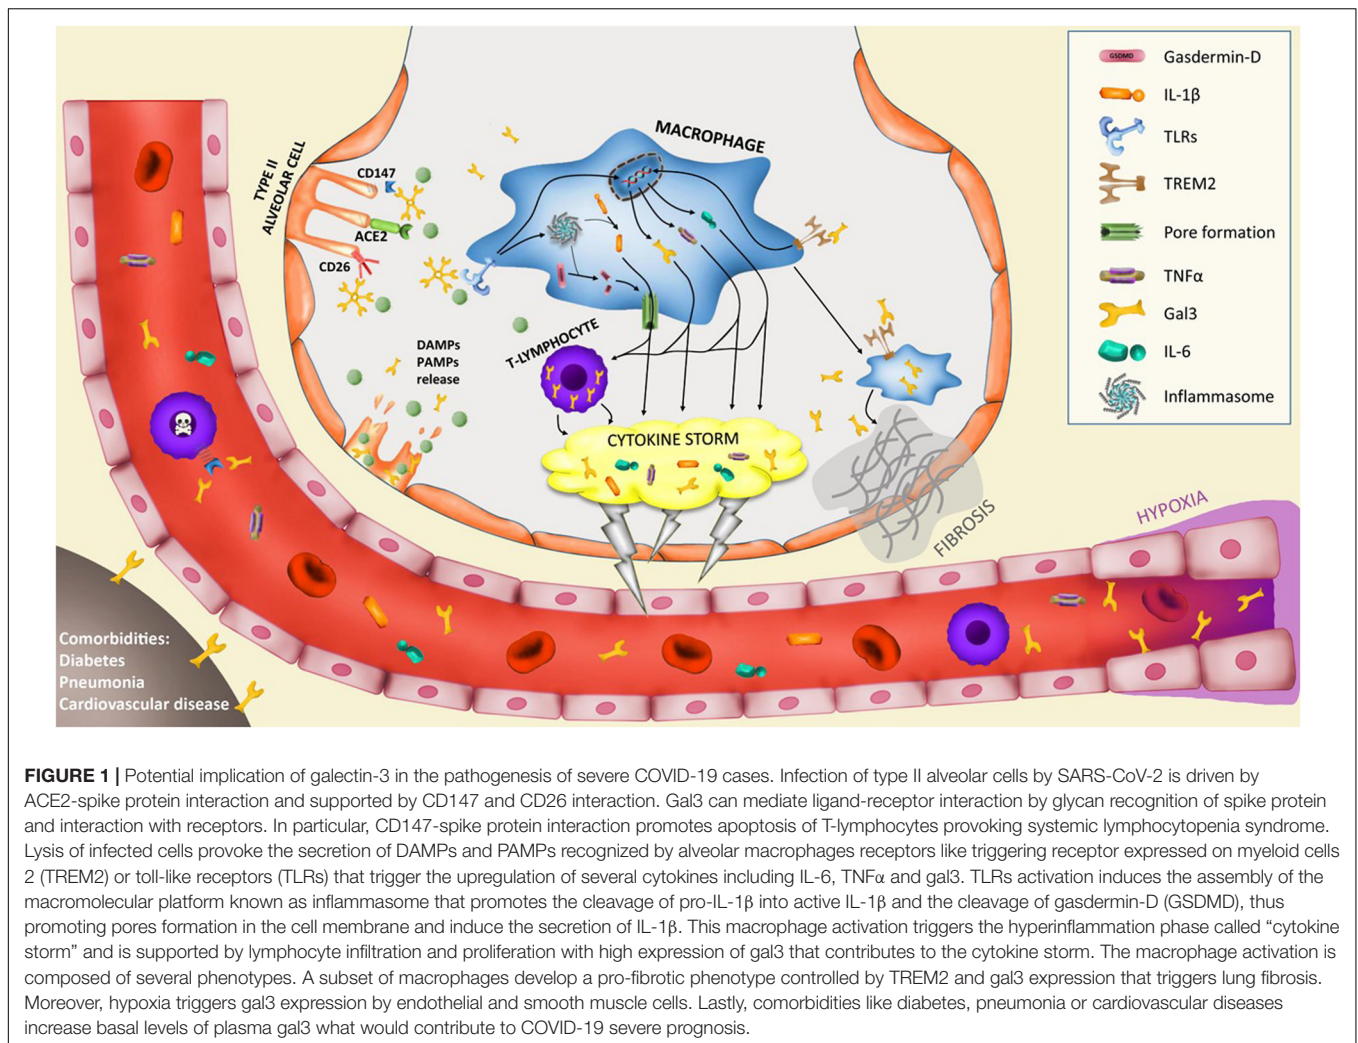 TYPE II
ALVEOLAR CELL
CD147
ACE2
CD26
MACROPHAGE
DAMPs
PAMPs
release
T-LYMPHOCYTE
CYTOKINE STORM
FIBROSIS
HYPOXIA
Comorbidities:
Diabetes
Pneumonia
Cardiovascular disease
GSDMD
Gasdermin-D
IL-1β
TLRs
TREM2
Pore formation
TNFα
Gal3
IL-6
Inflammasome
FIGURE 1 | Potential implication of galectin-3 in the pathogenesis of severe COVID-19 cases. Infection of type II alveolar cells by SARS-CoV-2 is driven by
ACE2-spike protein interaction and supported by CD147 and CD26 interaction. Gal3 can mediate ligand-receptor interaction by glycan recognition of spike protein
and interaction with receptors. In particular, CD147-spike protein interaction promotes apoptosis of T-lymphocytes provoking systemic lymphocytopenia syndrome.
Lysis of infected cells provoke the secretion of DAMPs and PAMPs recognized by alveolar macrophages receptors like triggering receptor expressed on myeloid cells
2 (TREM2) or toll-like receptors (TLRs) that trigger the upregulation of several cytokines including IL-6, TNFα and gal3. TLRs activation induces the assembly of the
macromolecular platform known as inflammasome that promotes the cleavage of pro-IL-1β into active IL-1β and the cleavage of gasdermin-D (GSDMD), thus
promoting pores formation in the cell membrane and induce the secretion of IL-1β. This macrophage activation triggers the hyperinflammation phase called “cytokine
storm” and is supported by lymphocyte infiltration and proliferation with high expression of gal3 that contributes to the cytokine storm. The macrophage activation is
composed of several phenotypes. A subset of macrophages develop a pro-fibrotic phenotype controlled by TREM2 and gal3 expression that triggers lung fibrosis.
Moreover, hypoxia triggers gal3 expression by endothelial and smooth muscle cells. Lastly, comorbidities like diabetes, pneumonia or cardiovascular diseases
increase basal levels of plasma gal3 what would contribute to COVID-19 severe prognosis.